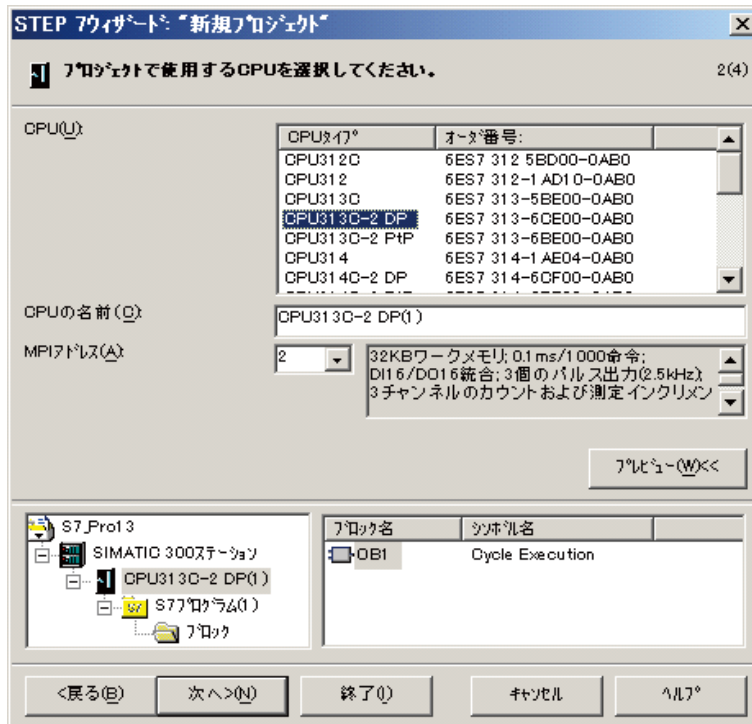 STEP 7ウィザード: "新規プロジェクト"
プロジェクトで使用するCPUを選択してください。 2(4)
CPU(U):
CPUタイプ オーダ番号:
CPU312C 6ES7 312 5BD00-0AB0
CPU312 6ES7 312-1AD10-0AB0
CPU313C 6ES7 313-5BE00-0AB0
CPU313C-2 DP 6ES7 313-6CE00-0AB0
CPU313C-2 PtP 6ES7 313-6BE00-0AB0
CPU314 6ES7 314-1AE04-0AB0
CPU314C-2 DP 6ES7 314-6CF00-0AB0
CPUの名前(O):
CPU313C-2 DP(1)
MPIアドレス(A):
2
32KBワークメモリ; 0.1ms/1000命令;
DI16/DO16統合; 3個のパルス出力(2.5kHz);
3チャンネルのカウントおよび測定インクリメン
プレビュー(W)<<
S7_Pro13
SIMATIC 300ステーション
CPU313C-2 DP(1)
S7プログラム(1)
ブロック
ブロック名 シンボル名
OB1 Cycle Execution
<戻る(B) 次へ>(N) 終了(I) キャンセル ヘルプ